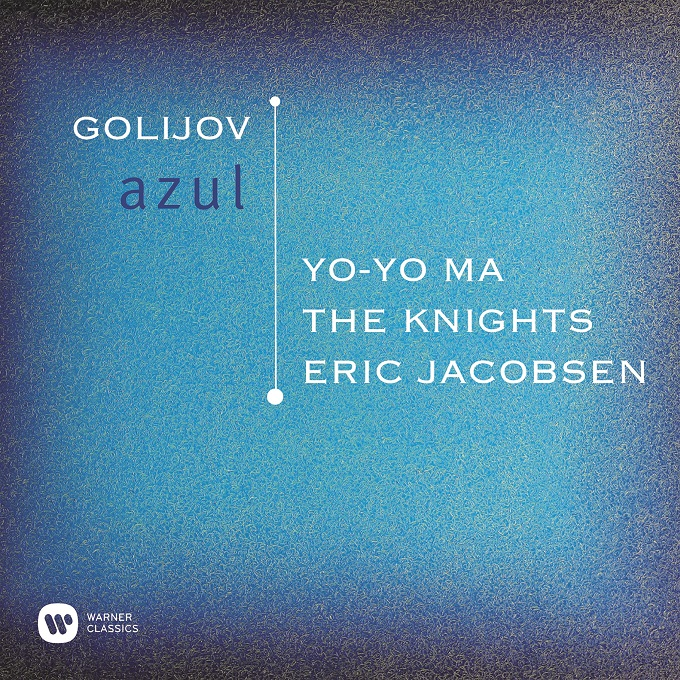 GOLIJOV
azul
YO-YO MA
THE KNIGHTS
ERIC JACOBSEN
WARNER
CLASSICS